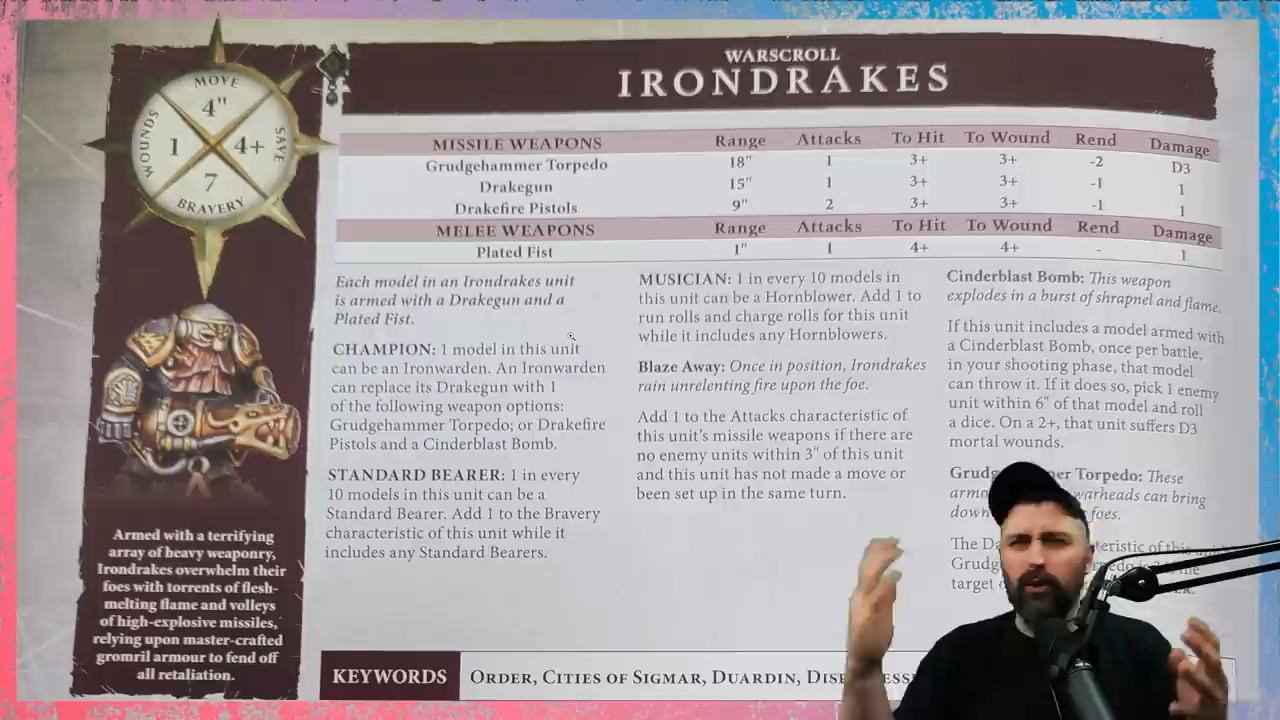 WARSCROLL
IRONDRAKES
MOVE
4"
WOUNDS
1
4+
SAVE
7
BRAVERY
MISSILE WEAPONS Range Attacks To Hit To Wound Rend Damage
Grudgehammer Torpedo 18" 1 3+ 3+ -2 D3
Drakegun 15" 1 3+ 3+ -1 1
Drakefire Pistols 9" 2 3+ 3+ -1 1
MELEE WEAPONS Range Attacks To Hit To Wound Rend Damage
Plated Fist 1" 1 4+ 4+ - 1
Each model in an Irondrakes unit
is armed with a Drakegun and a
Plated Fist.
CHAMPION: 1 model in this unit
can be an Ironwarden. An Ironwarden
can replace its Drakegun with 1
of the following weapon options:
Grudgehammer Torpedo; or Drakefire
Pistols and a Cinderblast Bomb.
STANDARD BEARER: 1 in every
10 models in this unit can be a
Standard Bearer. Add 1 to the Bravery
characteristic of this unit while it
includes any Standard Bearers.
MUSICIAN: 1 in every 10 models in
this unit can be a Hornblower. Add 1 to
run rolls and charge rolls for this unit
while it includes any Hornblowers.
Blaze Away: Once in position, Irondrakes
rain unrelenting fire upon the foe.
Add 1 to the Attacks characteristic of
this unit's missile weapons if there are
no enemy units within 3" of this unit
and this unit has not made a move or
been set up in the same turn.
Cinderblast Bomb: This weapon
explodes in a burst of shrapnel and flame.
If this unit includes a model armed with
a Cinderblast Bomb, once per battle,
in your shooting phase, that model
can throw it. If it does so, pick 1 enemy
unit within 6" of that model and roll
a dice. On a 2+, that unit suffers D3
mortal wounds.
Torpedo: These
warheads can bring
down foes.
The
target
Armed with a terrifying
array of heavy weaponry,
Irondrakes overwhelm their
foes with torrents of flesh-
melting flame and volleys
of high-explosive missiles,
relying upon master-crafted
gromril armour to fend off
all retaliation.
KEYWORDS ORDER, CITIES OF SIGMAR, DUARDIN,